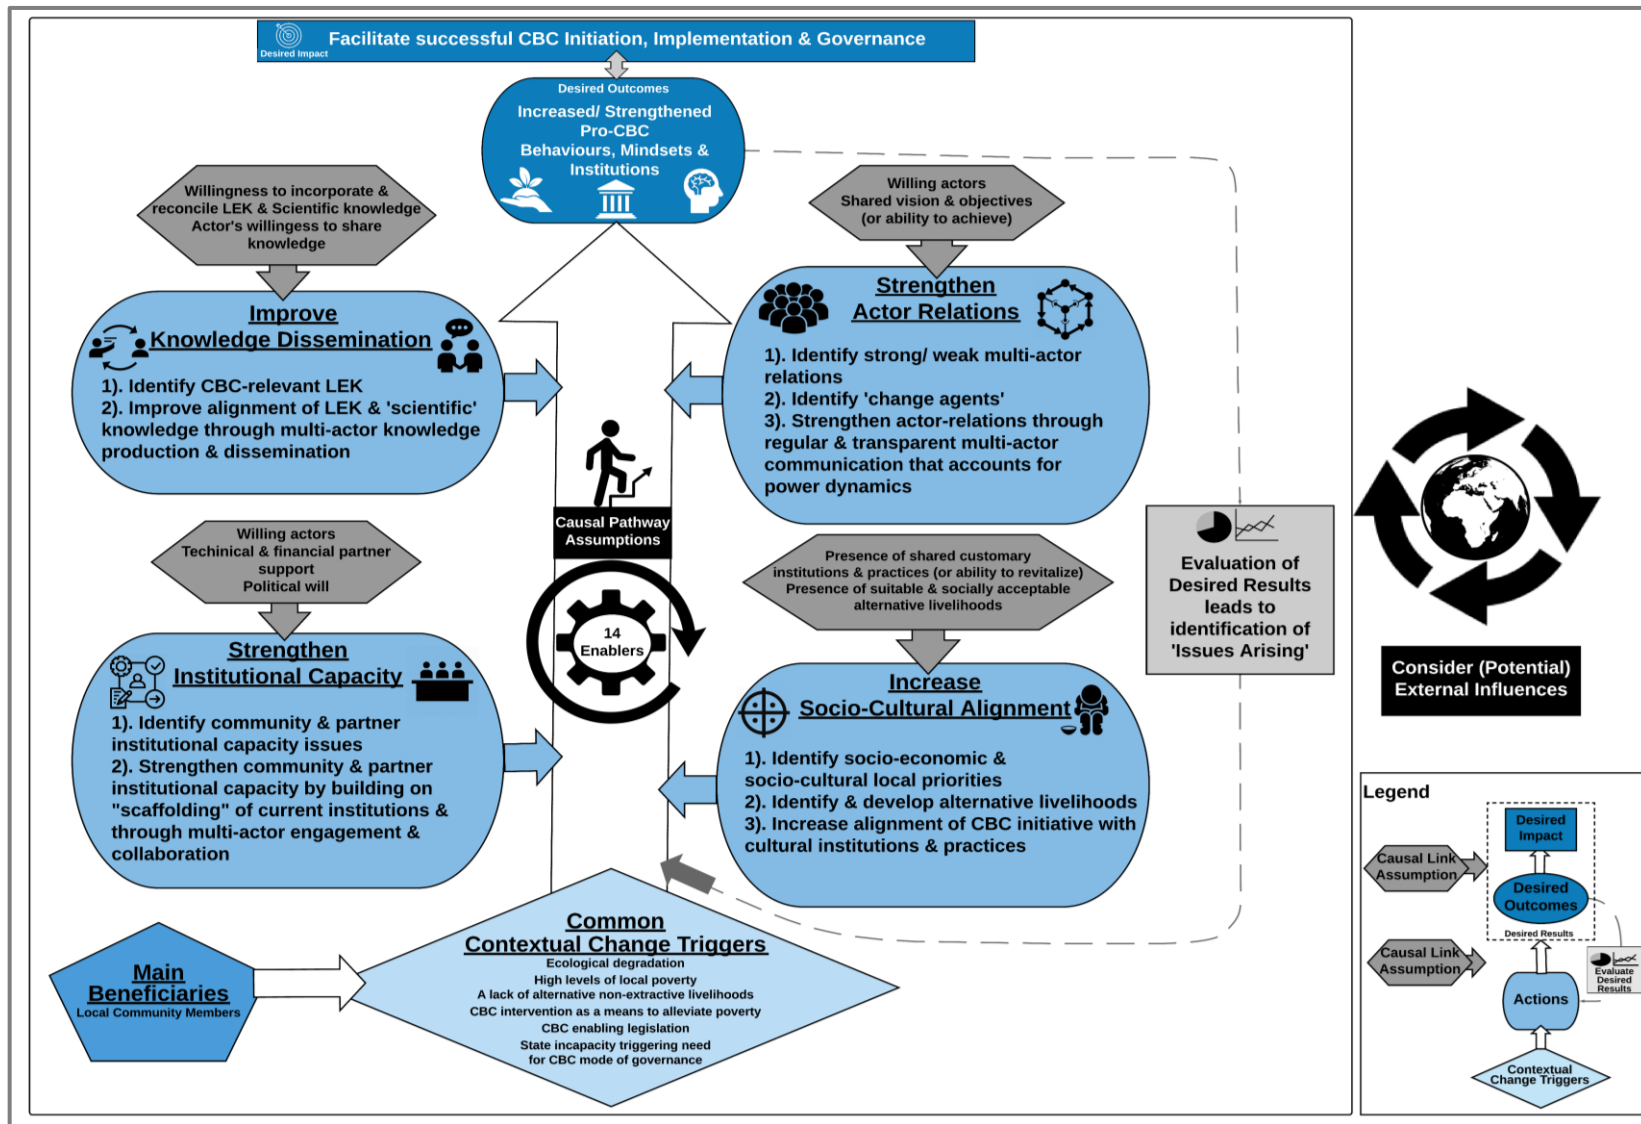 Desired Impact
Facilitate successful CBC Initiation, Implementation & Governance
Desired Outcomes
Increased/ Strengthened
Pro-CBC
Behaviours, Mindsets &
Institutions
Willingness to incorporate &
reconcile LEK & Scientific knowledge
Actor's willingess to share
knowledge
Improve
Knowledge Dissemination
1). Identify CBC-relevant LEK
2). Improve alignment of LEK & 'scientific'
knowledge through multi-actor knowledge
production & dissemination
Willing actors
Shared vision & objectives
(or ability to achieve)
Strengthen
Actor Relations
1). Identify strong/ weak multi-actor
relations
2). Identify 'change agents'
3). Strengthen actor-relations through
regular & transparent multi-actor
communication that accounts for
power dynamics
Causal Pathway
Assumptions
14
Enablers
Willing actors
Techinical & financial partner
support
Political will
Strengthen
Institutional Capacity
1). Identify community & partner
institutional capacity issues
2). Strengthen community & partner
institutional capacity by building on
"scaffolding" of current institutions &
through multi-actor engagement &
collaboration
Presence of shared customary
institutions & practices (or ability to revitalize)
Presence of suitable & socially acceptable
alternative livelihoods
Increase
Socio-Cultural Alignment
1). Identify socio-economic &
socio-cultural local priorities
2). Identify & develop alternative livelihoods
3). Increase alignment of CBC initiative with
cultural institutions & practices
Evaluation of
Desired Results
leads to
identification of
'Issues Arising'
Main
Beneficiaries
Local Community Members
Common
Contextual Change Triggers
Ecological degradation
High levels of local poverty
A lack of alternative non-extractive livelihoods
CBC intervention as a means to alleviate poverty
CBC enabling legislation
State incapacity triggering need
for CBC mode of governance
Consider (Potential)
External Influences
Legend
Desired
Impact
Causal Link
Assumption
Desired
Outcomes
Desired Results
Causal Link
Assumption
Evaluate
Desired
Results
Actions
Contextual
Change Triggers